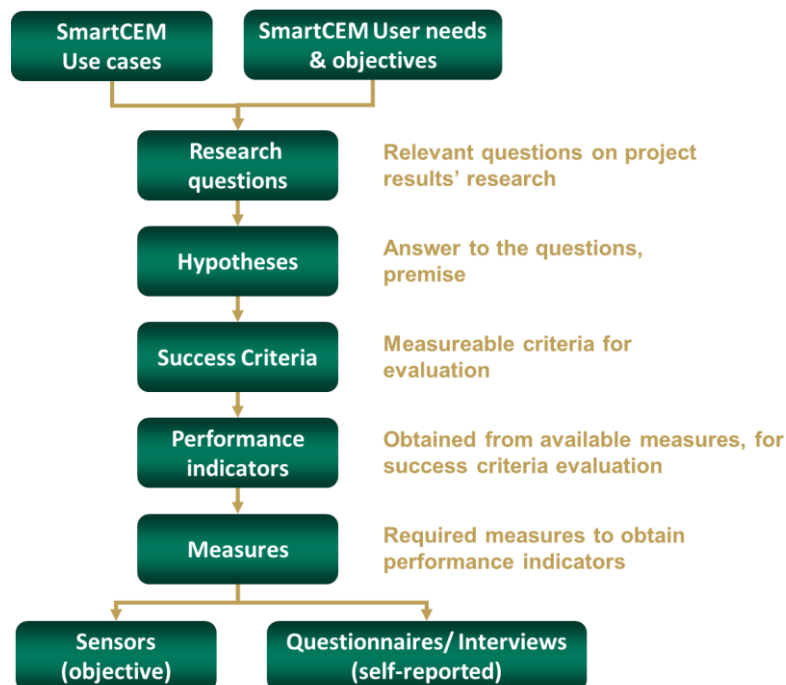 SmartCEM
Use cases
SmartCEM User needs
& objectives
Research
questions
Relevant questions on project
results’ research
Hypotheses
Answer to the questions,
premise
Success Criteria
Measureable criteria for
evaluation
Performance
indicators
Obtained from available measures, for
success criteria evaluation
Measures
Required measures to obtain
performance indicators
Sensors
(objective)
Questionnaires/ Interviews
(self-reported)